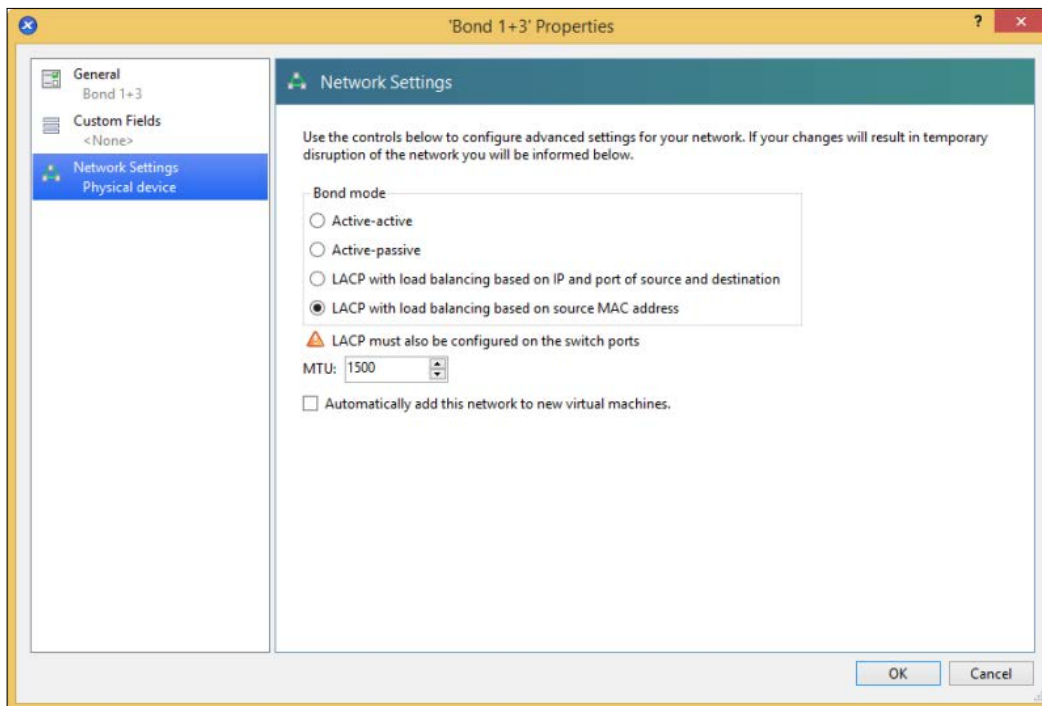 'Bond 1+3' Properties
?
General
Bond 1+3
Custom Fields
<None>
Network Settings
Physical device
Network Settings
Use the controls below to configure advanced settings for your network. If your changes will result in temporary
disruption of the network you will be informed below.
Bond mode
Active-active
Active-passive
LACP with load balancing based on IP and port of source and destination
LACP with load balancing based on source MAC address
LACP must also be configured on the switch ports
MTU: 1500
Automatically add this network to new virtual machines.
OK Cancel